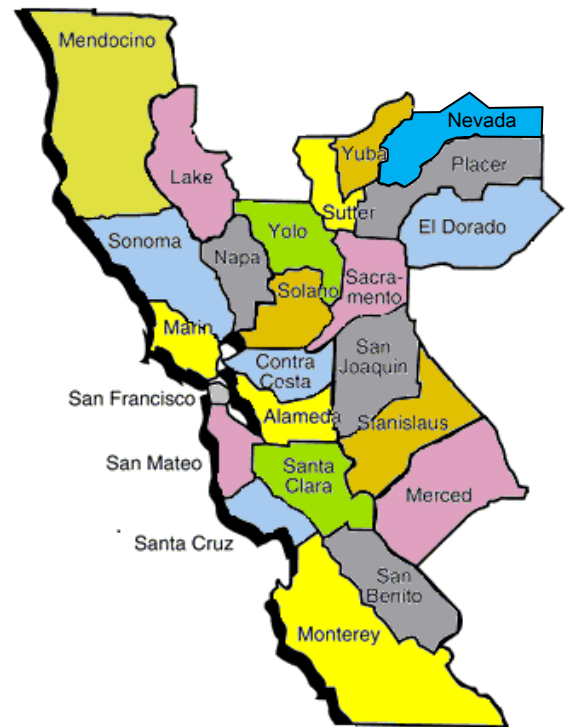 Mendocino
Nevada
Yuba
Placer
Lake
Sutter
El Dorado
Yolo
Sonoma
Napa
Sacra-
mento
Solano
Marin
San
Joaquin
Contra
Costa
San Francisco
Alameda
Stanislaus
San Mateo
Santa
Clara
Merced
Santa Cruz
San
Benito
Monterey